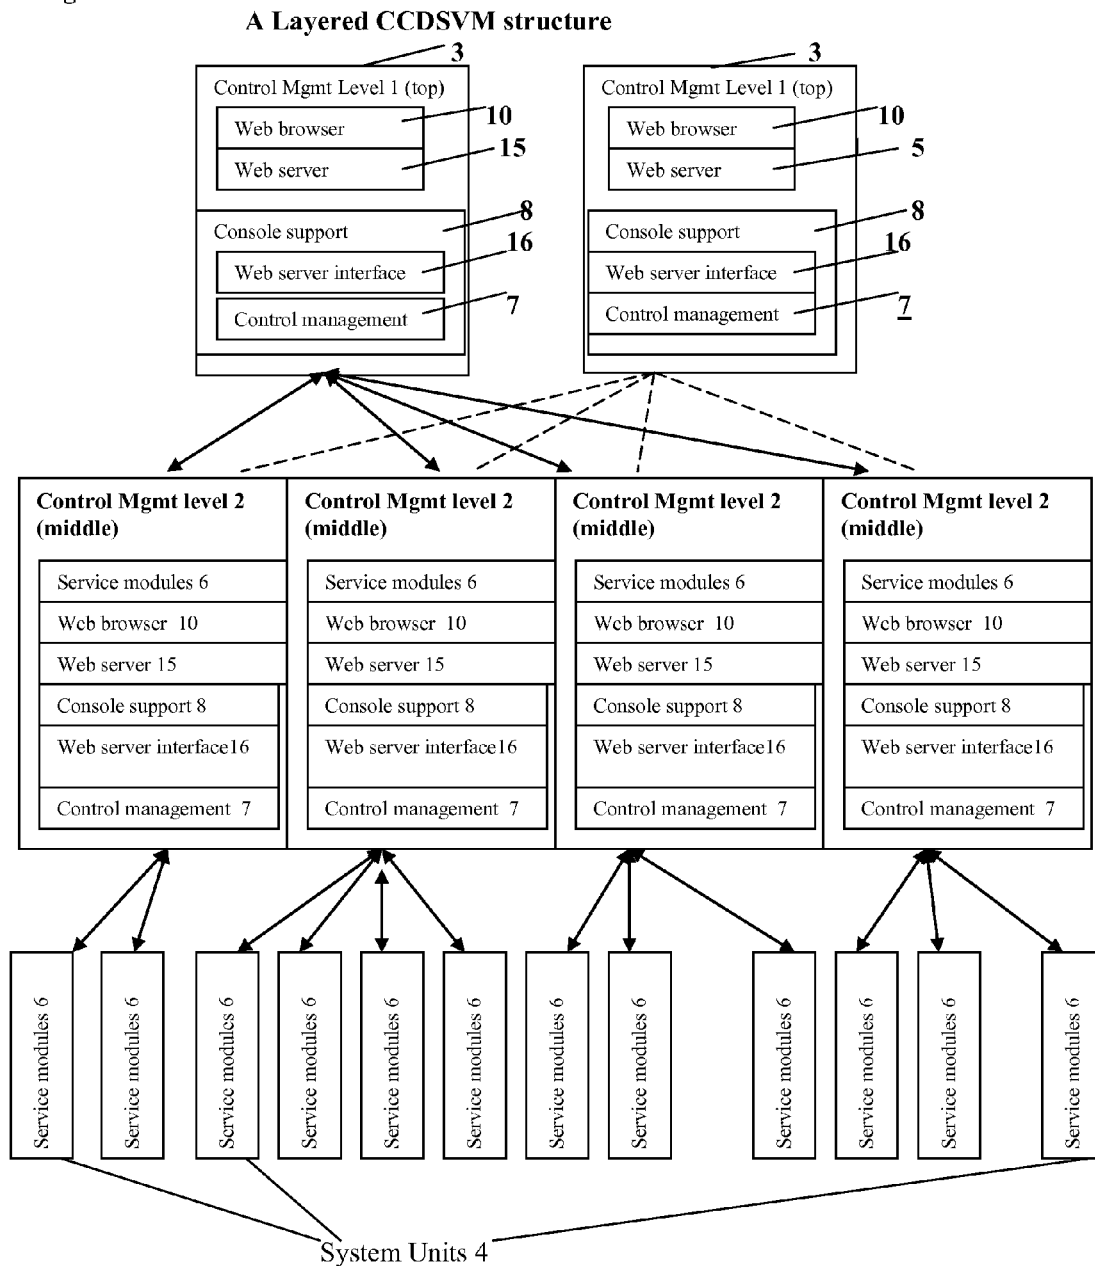 A Layered CCDSVM structure
3
3
Control Mgmt Level 1 (top)
Control Mgmt Level 1 (top)
10
10
Web browser
Web browser
15
5
Web server
Web server
8
8
Console support
Console support
16
16
Web server interface
Web server interface
7
7
Control management
Control management
Control Mgmt level 2
(middle)
Service modules 6
Web browser 10
Web server 15
Console support 8
Web server interface16
Control management 7
Control Mgmt level 2
(middle)
Service modules 6
Web browser 10
Web server 15
Console support 8
Web server interface16
Control management 7
Control Mgmt level 2
(middle)
Service modules 6
Web browser 10
Web server 15
Console support 8
Web server interface16
Control management 7
Control Mgmt level 2
(middle)
Service modules 6
Web browser 10
Web server 15
Console support 8
Web server interface16
Control management 7
Service modules 6
Service modules 6
Service modules 6
Service modules 6
Service modules 6
Service modules 6
Service modules 6
Service modules 6
Service modules 6
Service modules 6
Service modules 6
Service modules 6
System Units 4